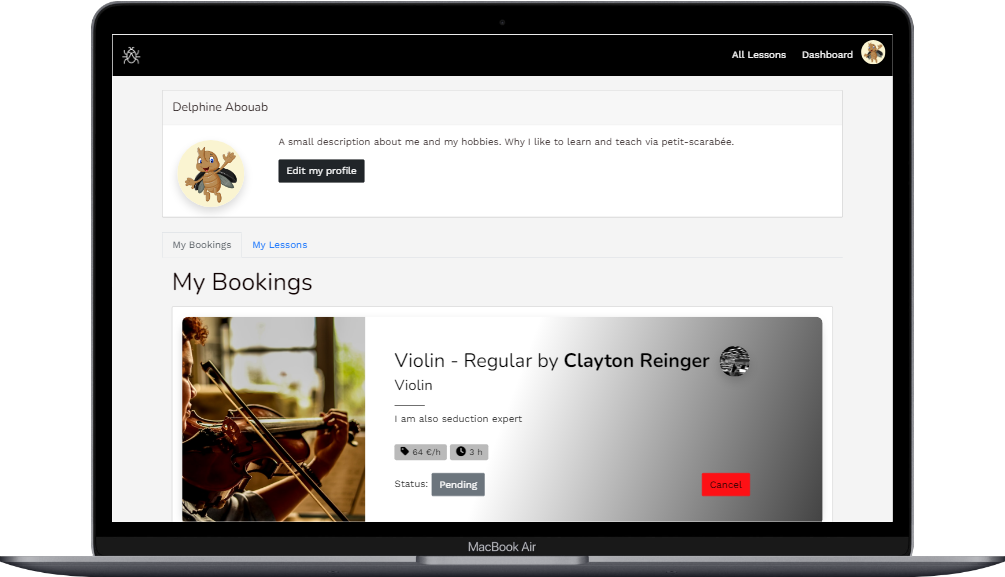 All Lessons Dashboard
Delphine Abouab
A small description about me and my hobbies. Why I like to learn and teach via petit-scarabée.
Edit my profile
My Bookings My Lessons
My Bookings
Violin - Regular by Clayton Reinger
Violin
I am also seduction expert
64 €/h 3 h
Status: Pending Cancel
MacBook Air